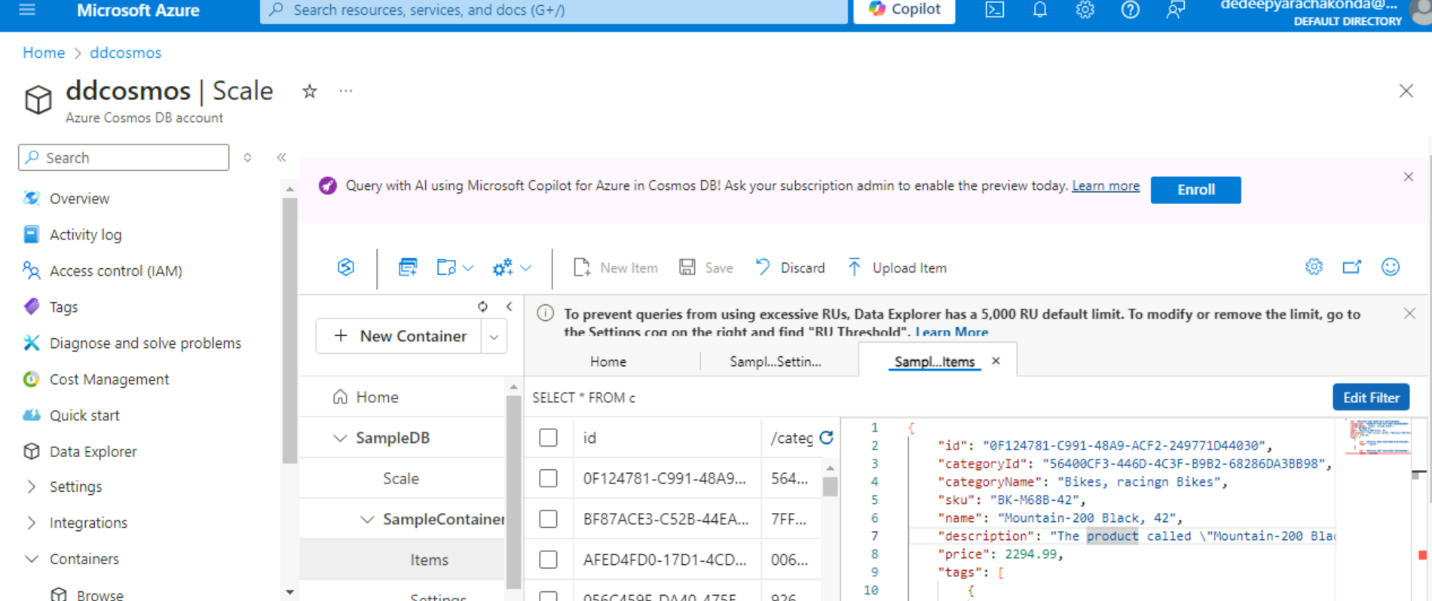 Microsoft Azure
Search resources, services, and docs (G+/)
Copilot
dedeepyarachakonda@...
DEFAULT DIRECTORY
Home > ddcosmos
ddcosmos | Scale
Azure Cosmos DB account
Search
Overview
Activity log
Access control (IAM)
Tags
Diagnose and solve problems
Cost Management
Quick start
Data Explorer
Settings
Integrations
Containers
Browse
Query with AI using Microsoft Copilot for Azure in Cosmos DB! Ask your subscription admin to enable the preview today. Learn more
Enroll
New Item
Save
Discard
Upload Item
+ New Container
Home
SampleDB
Scale
SampleContainer
Items
Settings
To prevent queries from using excessive RUs, Data Explorer has a 5,000 RU default limit. To modify or remove the limit, go to
the Settings cog on the right and find "RU Threshold". Learn More
Home
Sampl...Settin...
Sampl...Items
SELECT * FROM c
Edit Filter
id /categ
0F124781-C991-48A9... 564...
BF87ACE3-C52B-44EA... 7FF...
AFED4FD0-17D1-4CD... 006...
056C459F-DA40-475F... 926...
1 {
2 "id": "0F124781-C991-48A9-ACF2-249771D44030",
3 "categoryId": "56400CF3-446D-4C3F-B9B2-68286DA3BB98",
4 "categoryName": "Bikes, racingn Bikes",
5 "sku": "BK-M68B-42",
6 "name": "Mountain-200 Black, 42",
7 "description": "The product called \"Mountain-200 Blac
8 "price": 2294.99,
9 "tags": [
10 {